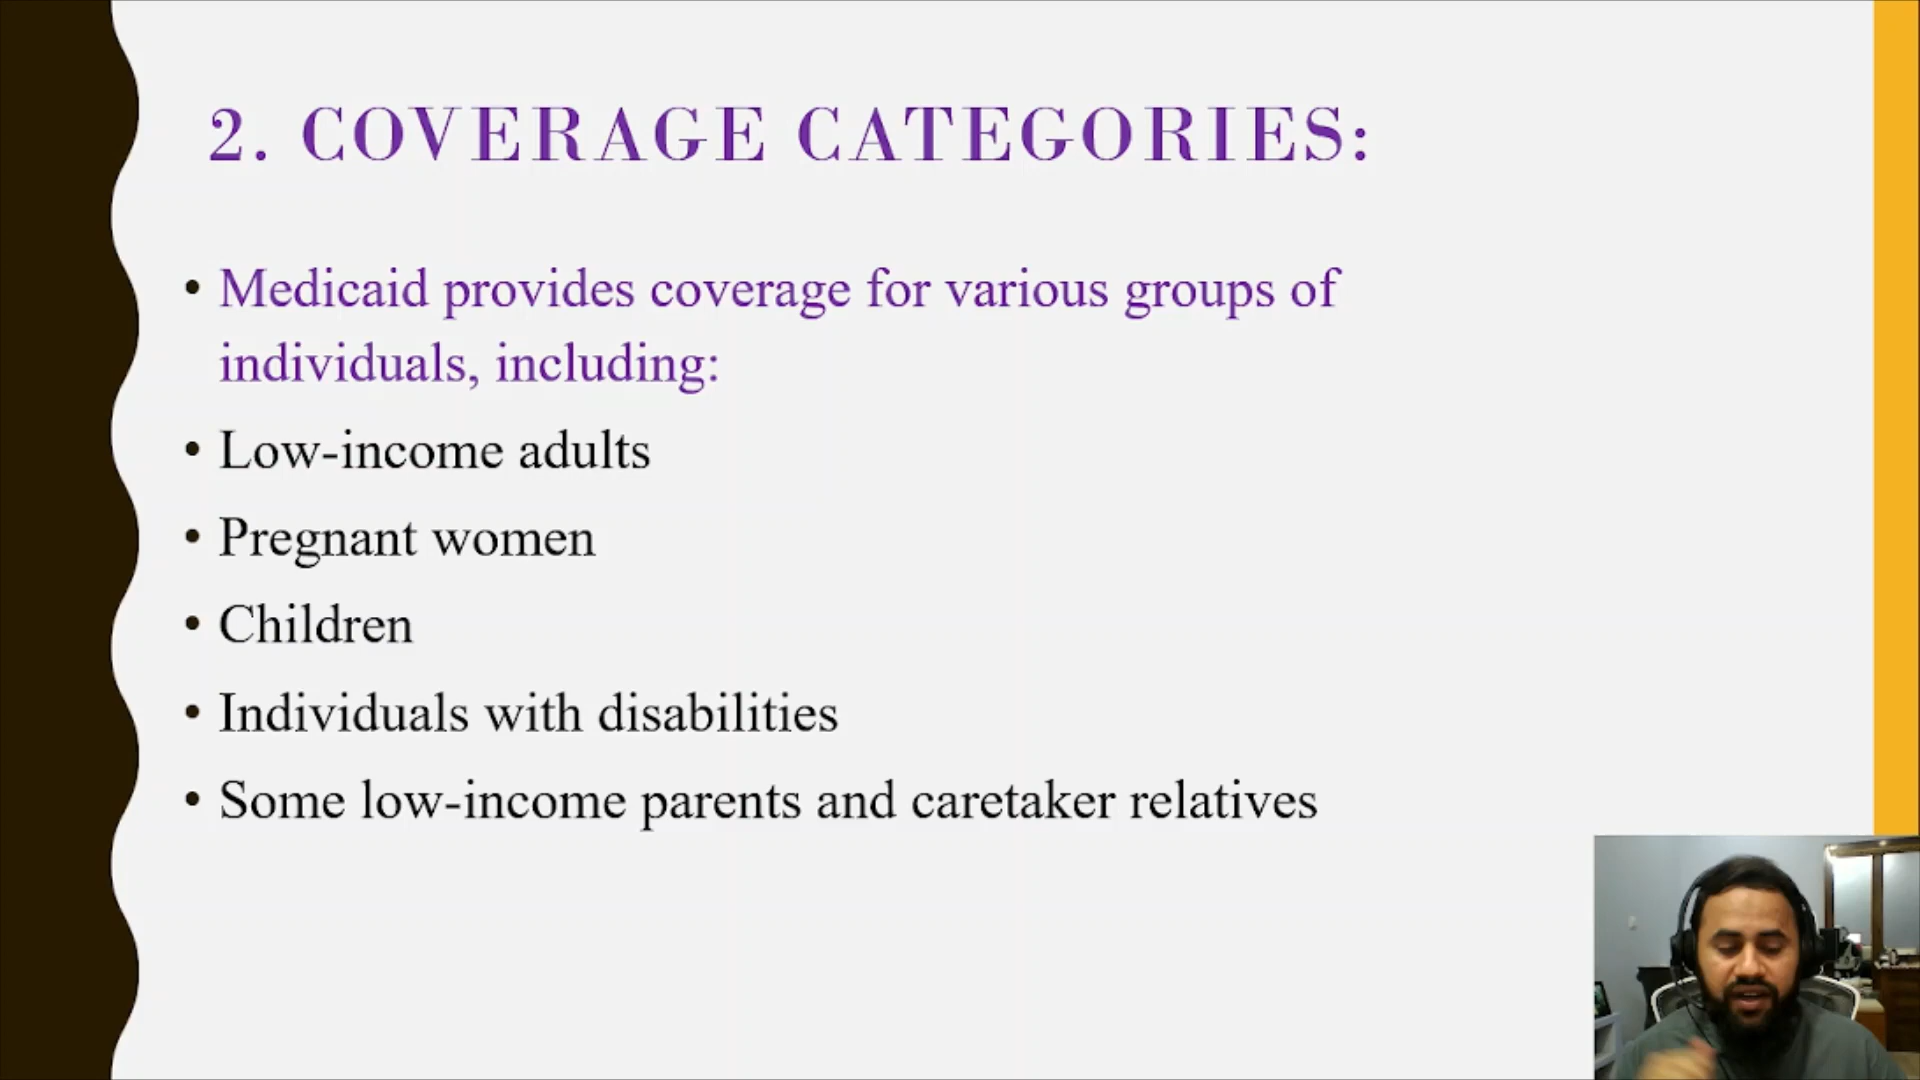 2. COVERAGE CATEGORIES:
• Medicaid provides coverage for various groups of
individuals, including:
• Low-income adults
• Pregnant women
• Children
• Individuals with disabilities
• Some low-income parents and caretaker relatives